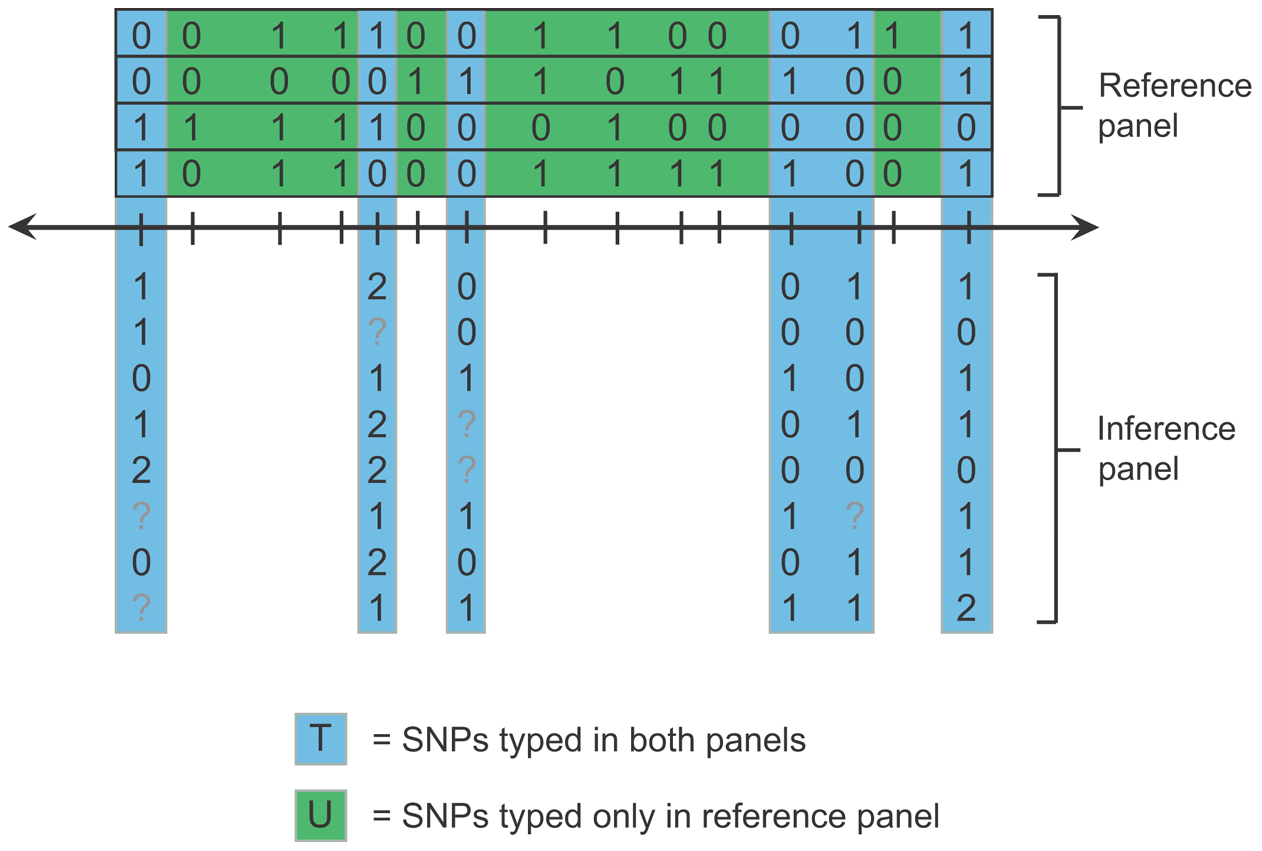 0 0 1 1 1 0 0 1 1 0 0 0 1 1 1
0 0 0 0 0 1 1 1 0 1 1 1 0 0 1
1 1 1 1 1 0 0 0 1 0 0 0 0 0 0
1 0 1 1 0 0 0 1 1 1 1 1 0 0 1
Reference
panel
1 2 0 0 1 1
1 ? 0 0 0 0
0 1 1 1 0 1
1 2 ? 0 1 1
2 2 ? 0 0 0
? 1 1 1 ? 1
0 2 0 0 1 1
? 1 1 1 1 2
Inference
panel
T = SNPs typed in both panels
U = SNPs typed only in reference panel